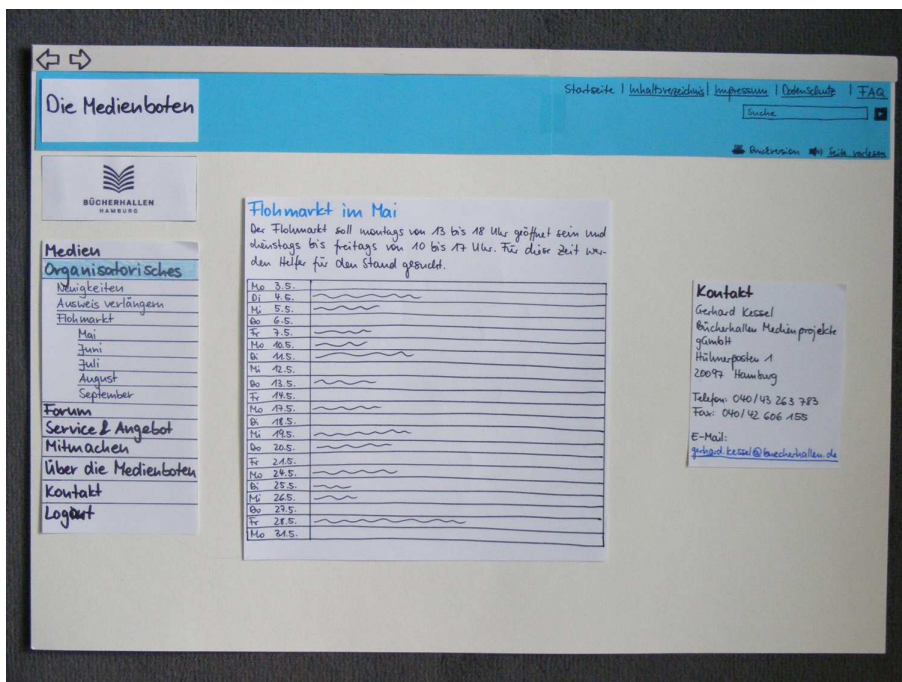 Die Medienboten
Startseite | Inhaltsverzeichnis | Impressum | Datenschutz | FAQ
Suche
Druckversion Seite vorlesen
BÜCHERHALLEN
HAMBURG
Medien
Organisatorisches
Neuigkeiten
Ausweis verlängern
Flohmarkt
Mai
Juni
Juli
August
September
Forum
Service & Angebot
Mitmachen
Über die Medienboten
Kontakt
Logout
Flohmarkt im Mai
Der Flohmarkt soll montags von 13 bis 18 Uhr geöffnet sein und
dienstags bis freitags von 10 bis 17 Uhr. Für diese Zeit wer-
den Helfer für den Stand gesucht.
Mo 3.5.
Di 4.5.
Mi 5.5.
Do 6.5.
Fr 7.5.
Mo 10.5.
Di 11.5.
Mi 12.5.
Do 13.5.
Fr 14.5.
Mo 17.5.
Di 18.5.
Mi 19.5.
Do 20.5.
Fr 21.5.
Mo 24.5.
Di 25.5.
Mi 26.5.
Do 27.5.
Fr 28.5.
Mo 31.5.
Kontakt
Gerhard Kessel
Bücherhallen Medienprojekte
gGmbH
Hühnerposten 1
20097 Hamburg
Telefon: 040/43 263 783
Fax: 040/42 606 155
E-Mail:
gerhard.kessel@buecherhallen.de